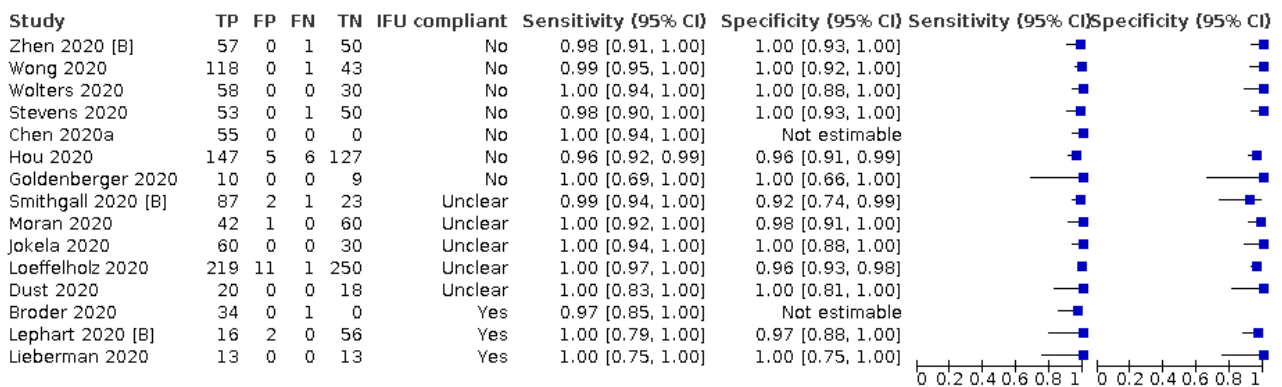 Study TP FP FN TN IFU compliant Sensitivity (95% CI) Specificity (95% CI) Sensitivity (95% CI) Specificity (95% CI)
Zhen 2020 [B] 57 0 1 50 No 0.98 [0.91, 1.00] 1.00 [0.93, 1.00]
Wong 2020 118 0 1 43 No 0.99 [0.95, 1.00] 1.00 [0.92, 1.00]
Wolters 2020 58 0 0 30 No 1.00 [0.94, 1.00] 1.00 [0.88, 1.00]
Stevens 2020 53 0 1 50 No 0.98 [0.90, 1.00] 1.00 [0.93, 1.00]
Chen 2020a 55 0 0 0 No 1.00 [0.94, 1.00] Not estimable
Hou 2020 147 5 6 127 No 0.96 [0.92, 0.99] 0.96 [0.91, 0.99]
Goldenberger 2020 10 0 0 9 No 1.00 [0.69, 1.00] 1.00 [0.66, 1.00]
Smithgall 2020 [B] 87 2 1 23 Unclear 0.99 [0.94, 1.00] 0.92 [0.74, 0.99]
Moran 2020 42 1 0 60 Unclear 1.00 [0.92, 1.00] 0.98 [0.91, 1.00]
Jokela 2020 60 0 0 30 Unclear 1.00 [0.94, 1.00] 1.00 [0.88, 1.00]
Loeffelholz 2020 219 11 1 250 Unclear 1.00 [0.97, 1.00] 0.96 [0.93, 0.98]
Dust 2020 20 0 0 18 Unclear 1.00 [0.83, 1.00] 1.00 [0.81, 1.00]
Broder 2020 34 0 1 0 Yes 0.97 [0.85, 1.00] Not estimable
Lephart 2020 [B] 16 2 0 56 Yes 1.00 [0.79, 1.00] 0.97 [0.88, 1.00]
Lieberman 2020 13 0 0 13 Yes 1.00 [0.75, 1.00] 1.00 [0.75, 1.00]
0 0.2 0.4 0.6 0.8 1 0 0.2 0.4 0.6 0.8 1